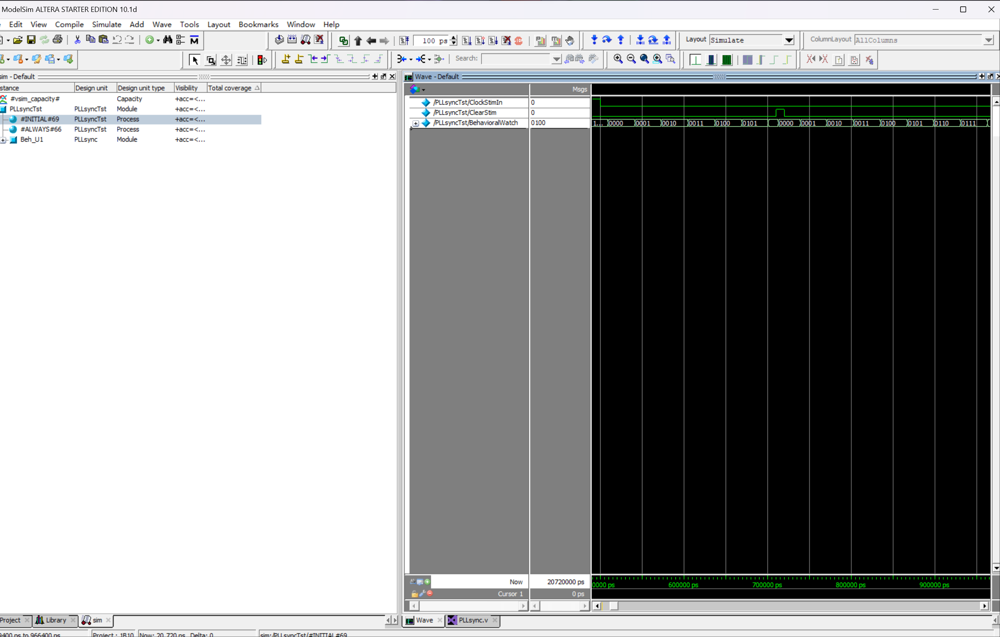 ModelSim ALTERA STARTER EDITION 10.1d
Edit View Compile Simulate Add Wave Tools Layout Bookmarks Window Help
100 ps Layout Simulate ColumnLayout AllColumns
Search:
sim - Default
stance Design unit Design unit type Visibility Total coverage
#vsim_capacity# Capacity +acc=<...
PLLsyncTst PLLsyncTst Module +acc=<...
#INITIAL#69 PLLsyncTst Process +acc=<...
#ALWAYS#66 PLLsyncTst Process +acc=<...
Beh_U1 PLLsync Module +acc=<...
Wave - Default
Msgs
/PLLsyncTst/ClockStimIn 0
/PLLsyncTst/ClearStim 0
/PLLsyncTst/BehavioralWatch 0100 1... 0000 0001 0010 0011 0100 0101 0000 0001 0010 0011 0100 0101 0110 0111
Now 20720000 ps
0000 ps 600000 ps 700000 ps 800000 ps 900000 ps
Cursor 1 0 ps
Project Library sim
Wave PLLsync.v
9400 ps to 966400 ps Project : 1B10 Now: 20,720 ns Delta: 0 sim:/PLLsyncTst/#INITIAL#69